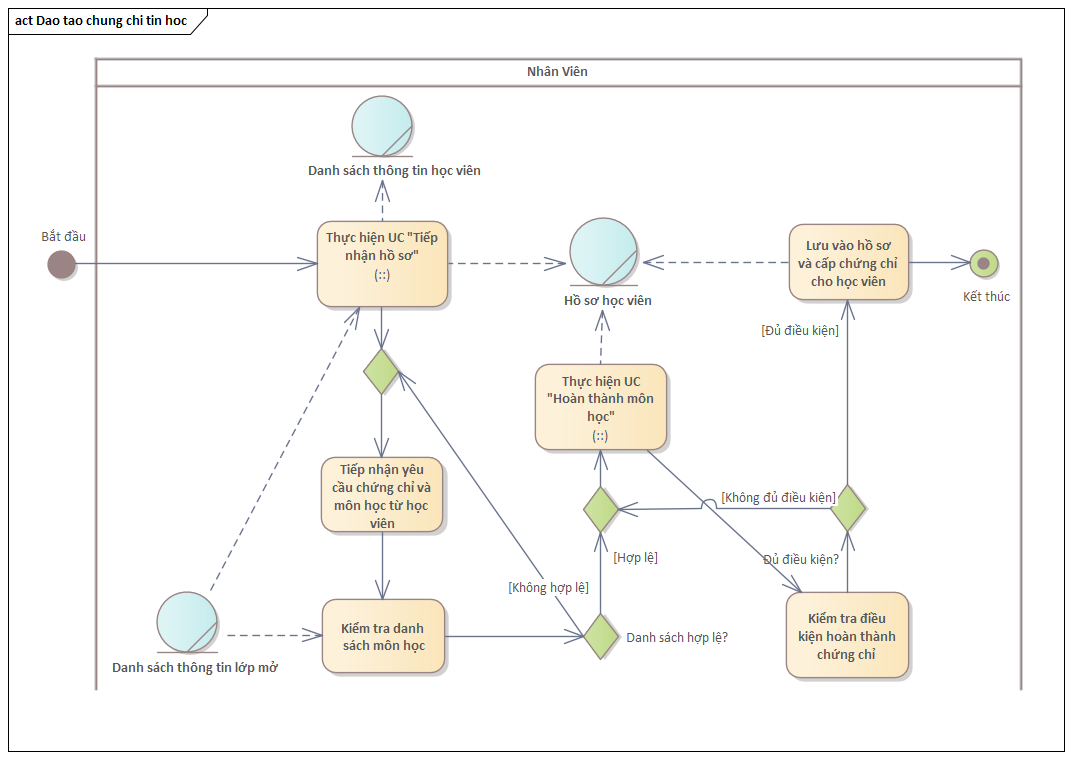 act Dao tao chung chi tin hoc
Nhân Viên
Danh sách thông tin học viên
Bắt đầu
Thực hiện UC "Tiếp
nhận hồ sơ"
(::)
Hồ sơ học viên
Lưu vào hồ sơ
và cấp chứng chỉ
cho học viên
Kết thúc
[Đủ điều kiện]
Thực hiện UC
"Hoàn thành môn
học"
(::)
Tiếp nhận yêu
cầu chứng chỉ và
môn học từ học
viên
[Không đủ điều kiện]
[Hợp lệ]
Đủ điều kiện?
[Không hợp lệ]
Danh sách thông tin lớp mở
Kiểm tra danh
sách môn học
Danh sách hợp lệ?
Kiểm tra điều
kiện hoàn thành
chứng chỉ